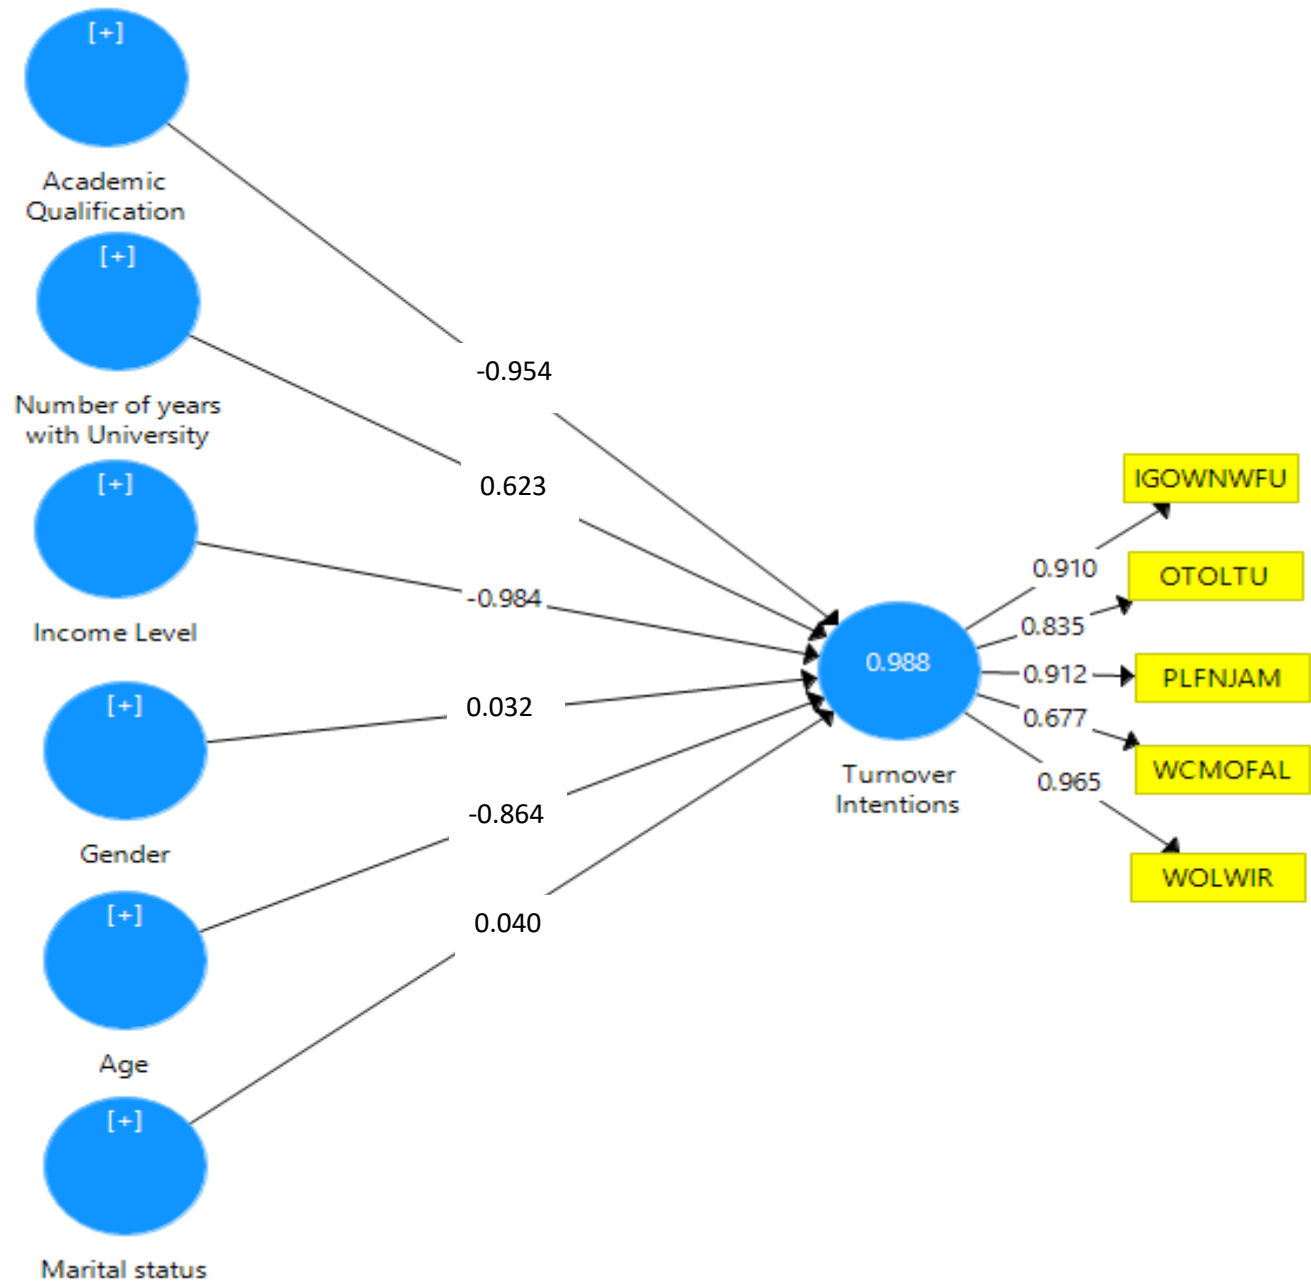 [+]
Academic
Qualification
[+]
Number of years
with University
[+]
Income Level
[+]
Gender
[+]
Age
[+]
Marital status
-0.954
0.623
-0.984
0.032
-0.864
0.040
0.988
Turnover
Intentions
0.910
0.835
0.912
0.677
0.965
IGOWNWFU
OTOLTU
PLFNJAM
WCMOFAL
WOLWIR